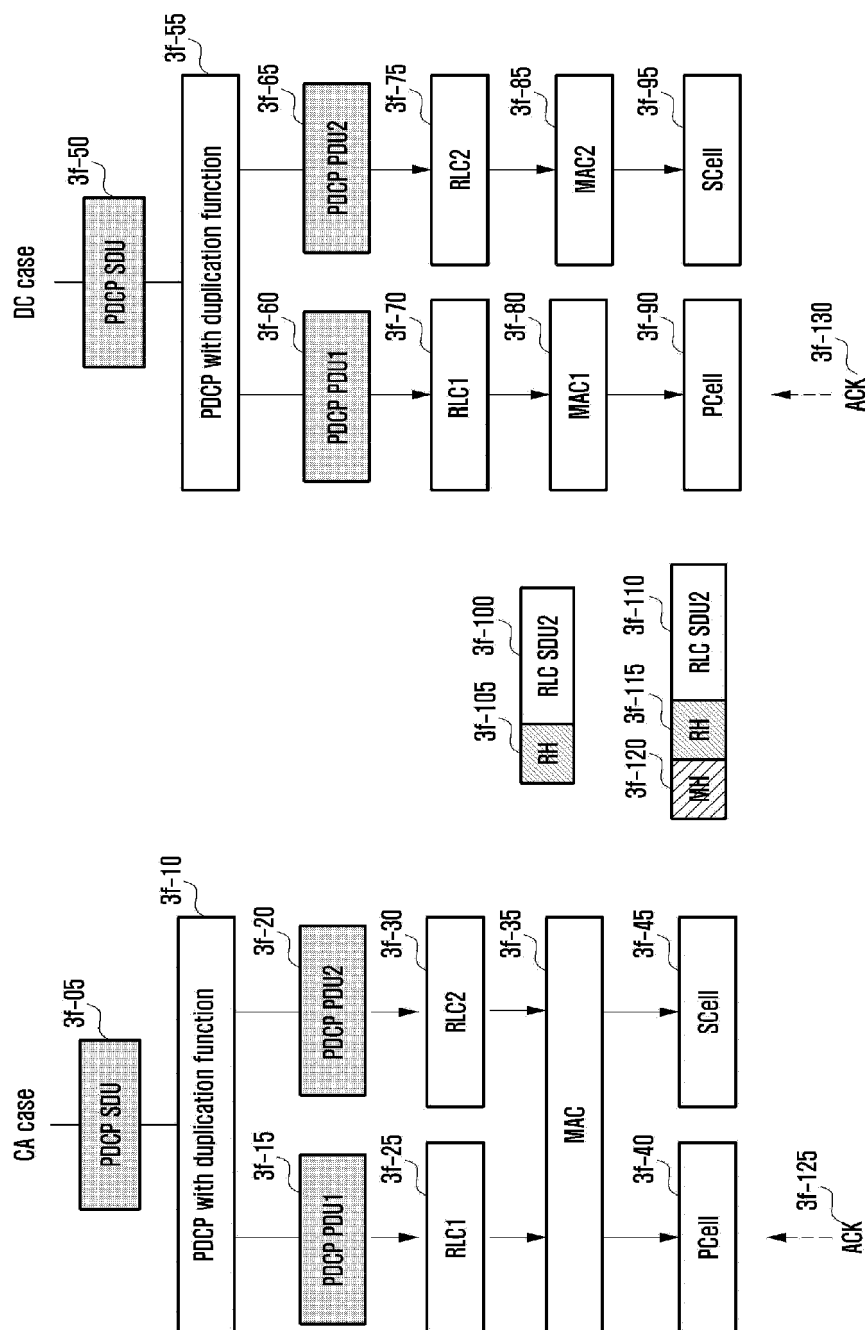 CA case
3f-05
PDCP SDU
3f-10
PDCP with duplication function
3f-15
3f-20
PDCP PDU1
PDCP PDU2
3f-25
3f-30
RLC1
RLC2
3f-35
MAC
3f-40
3f-45
PCell
SCell
3f-125
ACK
3f-105
3f-100
RH
RLC SDU2
3f-120
3f-115
3f-110
MH
RH
RLC SDU2
DC case
3f-50
PDCP SDU
3f-55
PDCP with duplication function
3f-60
3f-65
PDCP PDU1
PDCP PDU2
3f-70
3f-75
RLC1
RLC2
3f-80
3f-85
MAC1
MAC2
3f-90
3f-95
PCell
SCell
3f-130
ACK